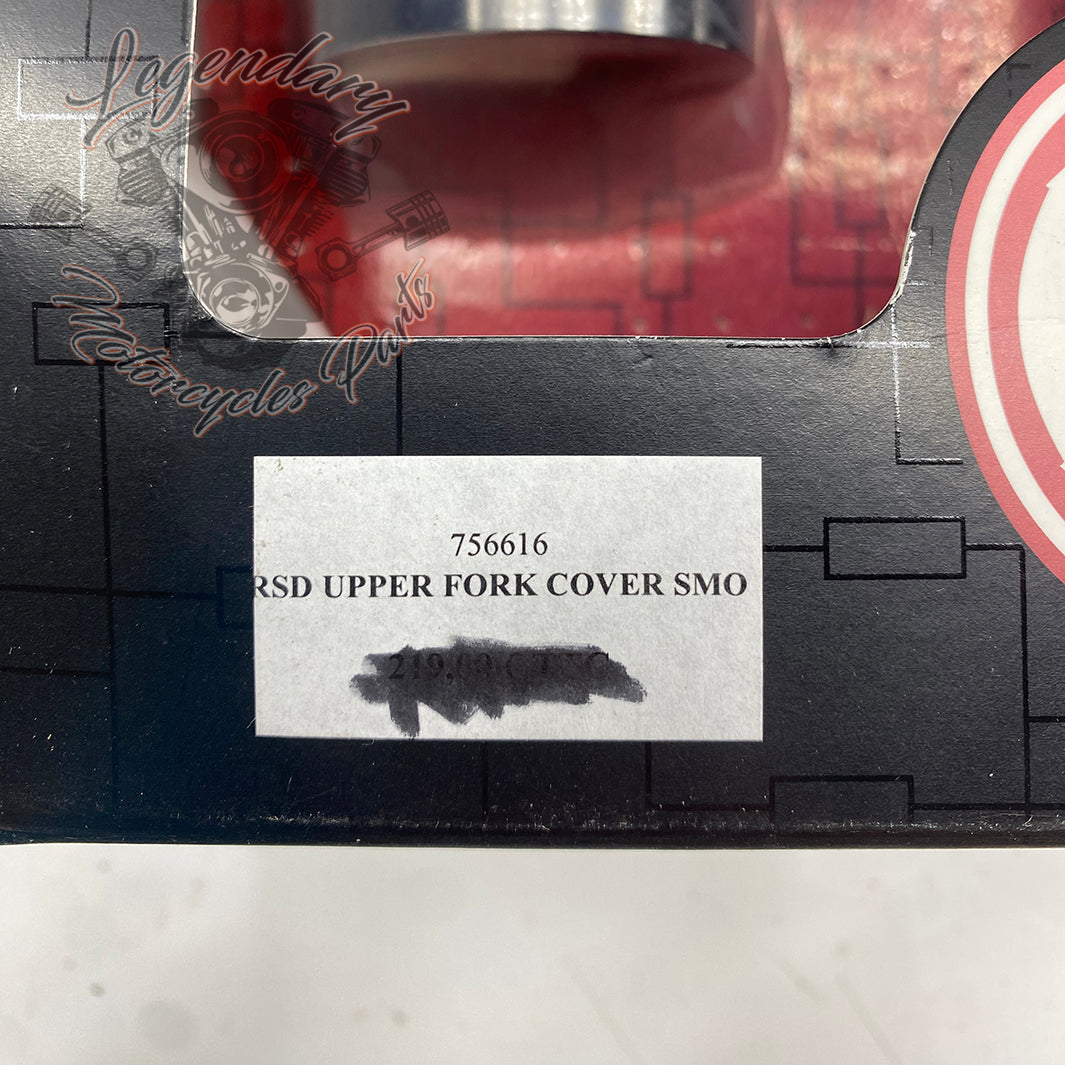 Legendary
Motorcycles Parts
756616
RSD UPPER FORK COVER SMO